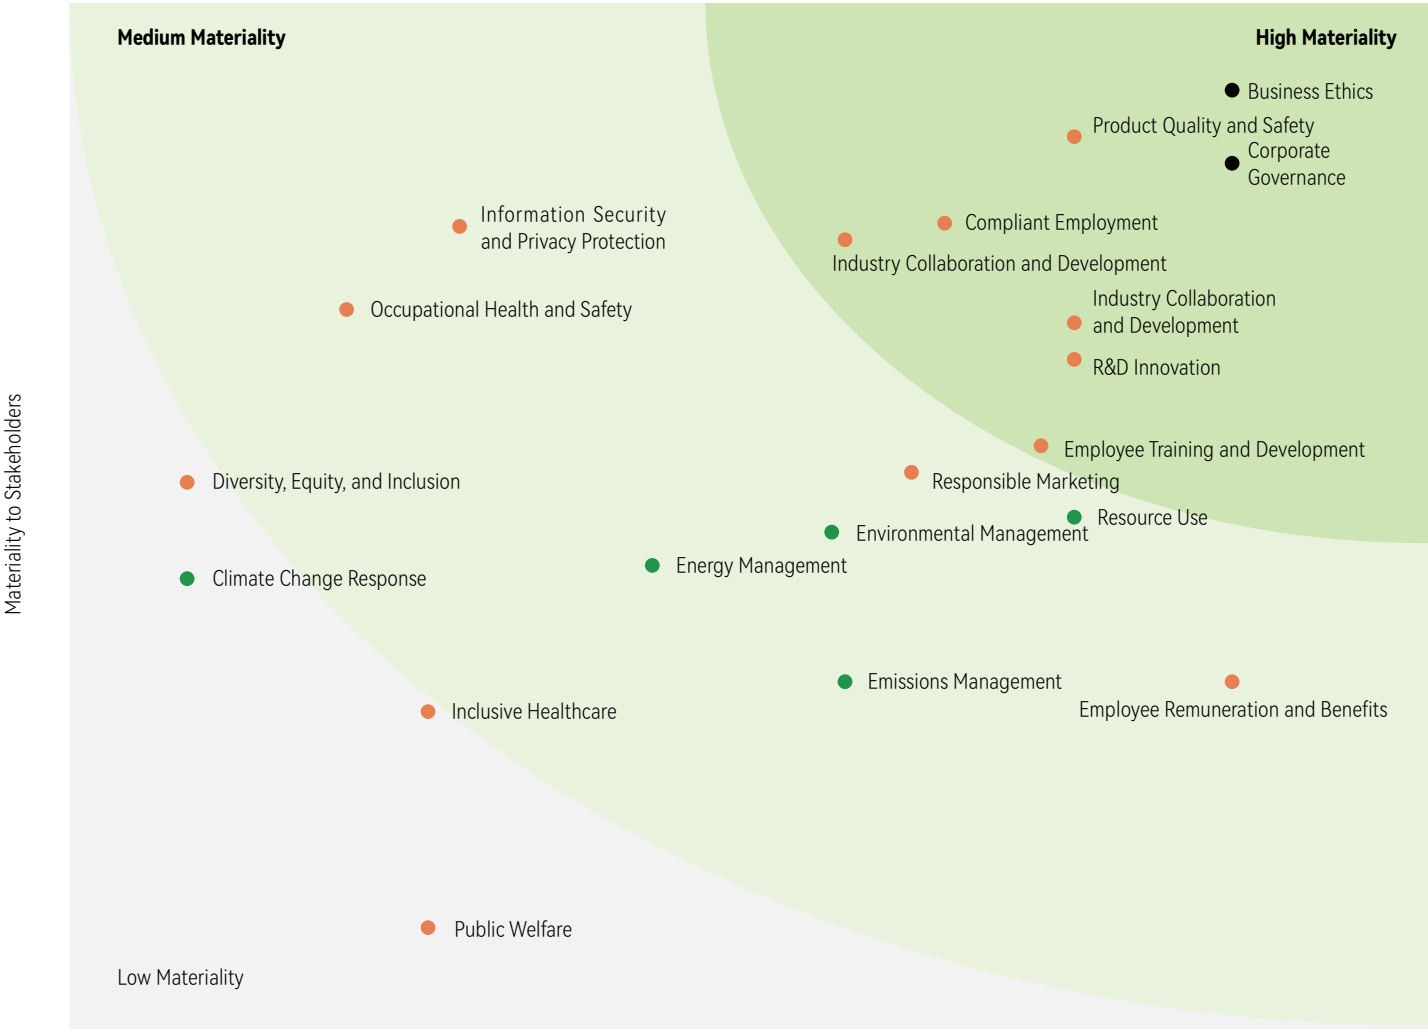 Medium Materiality
High Materiality
Business Ethics
Product Quality and Safety
Corporate
Governance
Information Security
and Privacy Protection
Compliant Employment
Industry Collaboration and Development
Occupational Health and Safety
Industry Collaboration
and Development
R&D Innovation
Materiality to Stakeholders
Employee Training and Development
Diversity, Equity, and Inclusion
Responsible Marketing
Resource Use
Environmental Management
Energy Management
Climate Change Response
Emissions Management
Employee Remuneration and Benefits
Inclusive Healthcare
Public Welfare
Low Materiality